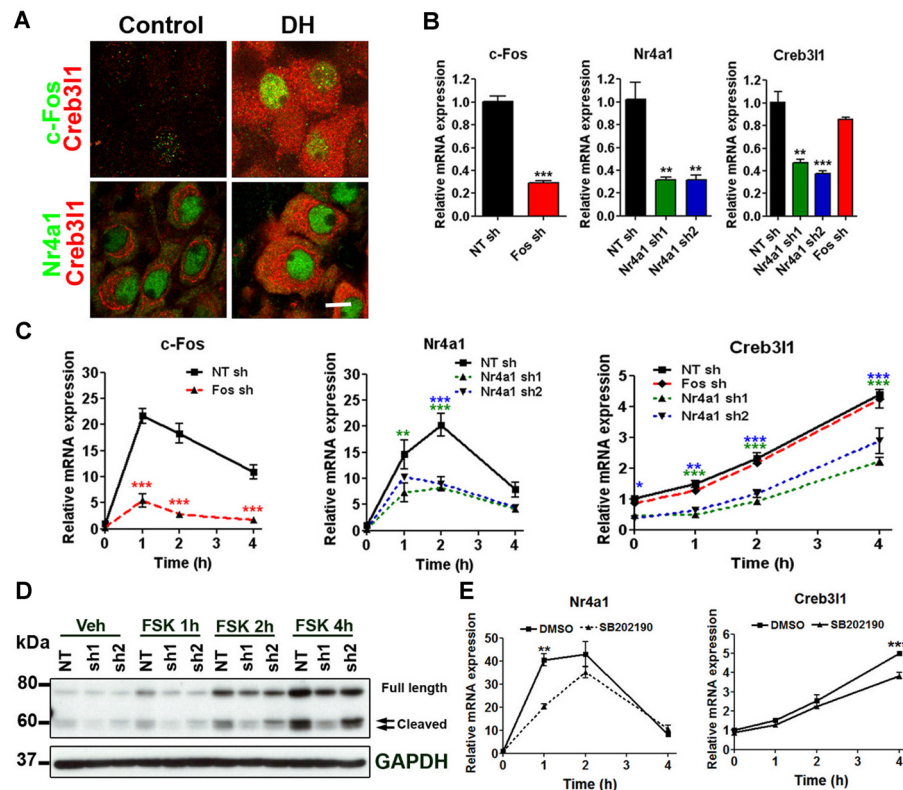 A
Control
DH
c-Fos
Creb3l1
Nr4a1
Creb3l1
B
c-Fos
Relative mRNA expression
1.2
1.0
0.8
0.6
0.4
0.2
0.0
***
NT sh
Fos sh
Nr4a1
Relative mRNA expression
1.2
1.0
0.8
0.6
0.4
0.2
0.0
**
**
NT sh
Nr4a1 sh1
Nr4a1 sh2
Creb3l1
Relative mRNA expression
1.2
1.0
0.8
0.6
0.4
0.2
0.0
**
***
NT sh
Nr4a1 sh1
Nr4a1 sh2
Fos sh
C
c-Fos
Relative mRNA expression
30
25
20
15
10
5
0
NT sh
Fos sh
***
***
***
0 1 2 3 4
Time (h)
Nr4a1
Relative mRNA expression
30
25
20
15
10
5
0
NT sh
Nr4a1 sh1
Nr4a1 sh2
**
***
***
0 1 2 3 4
Time (h)
Creb3l1
Relative mRNA expression
5
4
3
2
1
0
NT sh
Fos sh
Nr4a1 sh1
Nr4a1 sh2
*
**
***
***
***
***
***
0 1 2 3 4
Time (h)
D
Veh FSK 1h FSK 2h FSK 4h
kDa
NT sh1 sh2 NT sh1 sh2 NT sh1 sh2 NT sh1 sh2
80
60
37
Full length
Cleaved
GAPDH
E
Nr4a1
DMSO SB202190
Relative mRNA expression
50
40
30
20
10
0
**
0 1 2 3 4
Time (h)
Creb3l1
DMSO SB202190
Relative mRNA expression
6
5
4
3
2
1
0
***
0 1 2 3 4
Time (h)